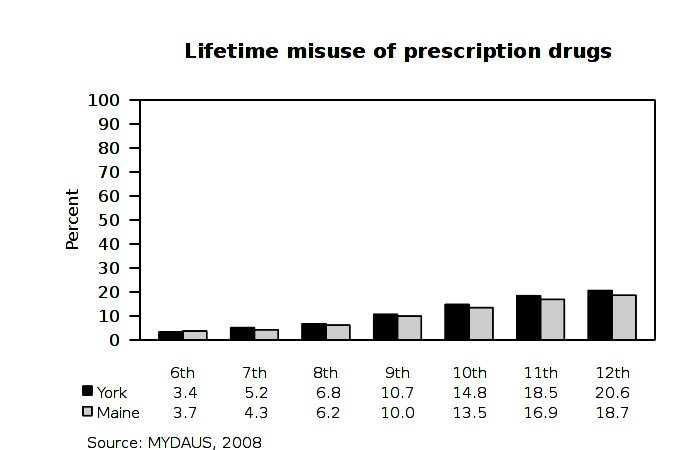 Lifetime misuse of prescription drugs
Percent
100
90
80
70
60
50
40
30
20
10
0
6th 7th 8th 9th 10th 11th 12th
York 3.4 5.2 6.8 10.7 14.8 18.5 20.6
Maine 3.7 4.3 6.2 10.0 13.5 16.9 18.7
Source: MYDAUS, 2008